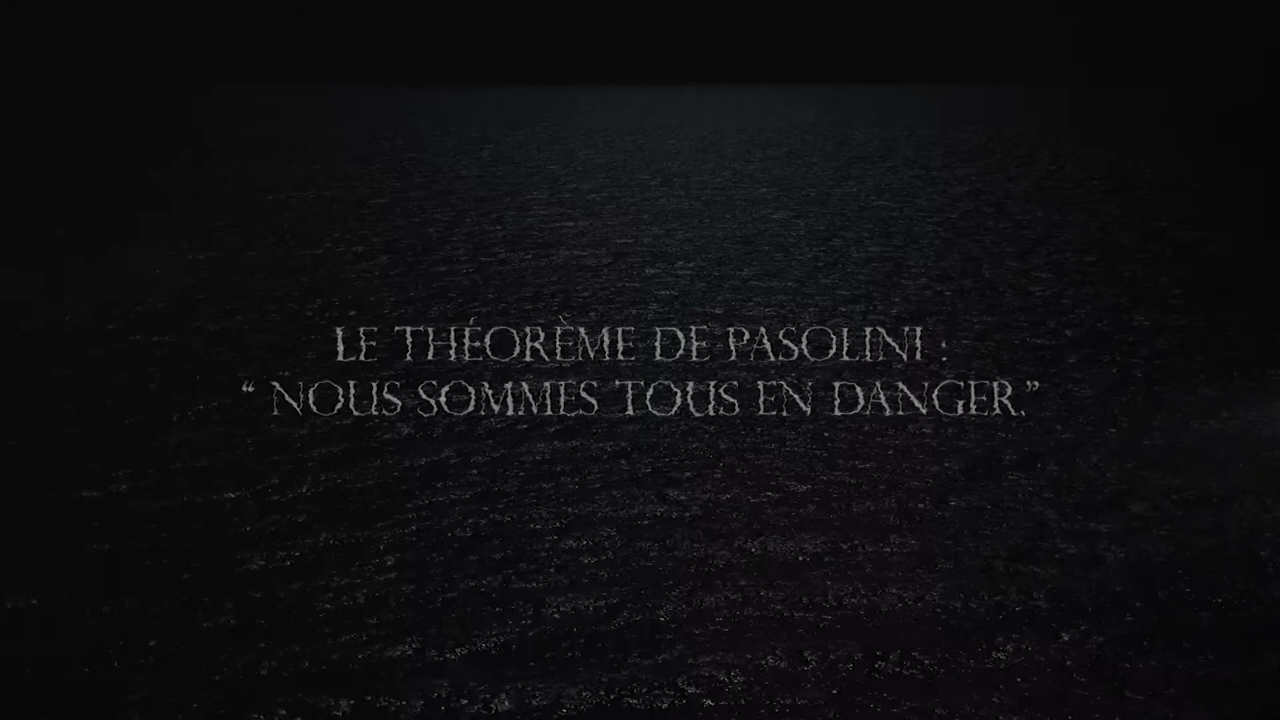 LE THÉORÈME DE PASOLINI :
“ NOUS SOMMES TOUS EN DANGER.”